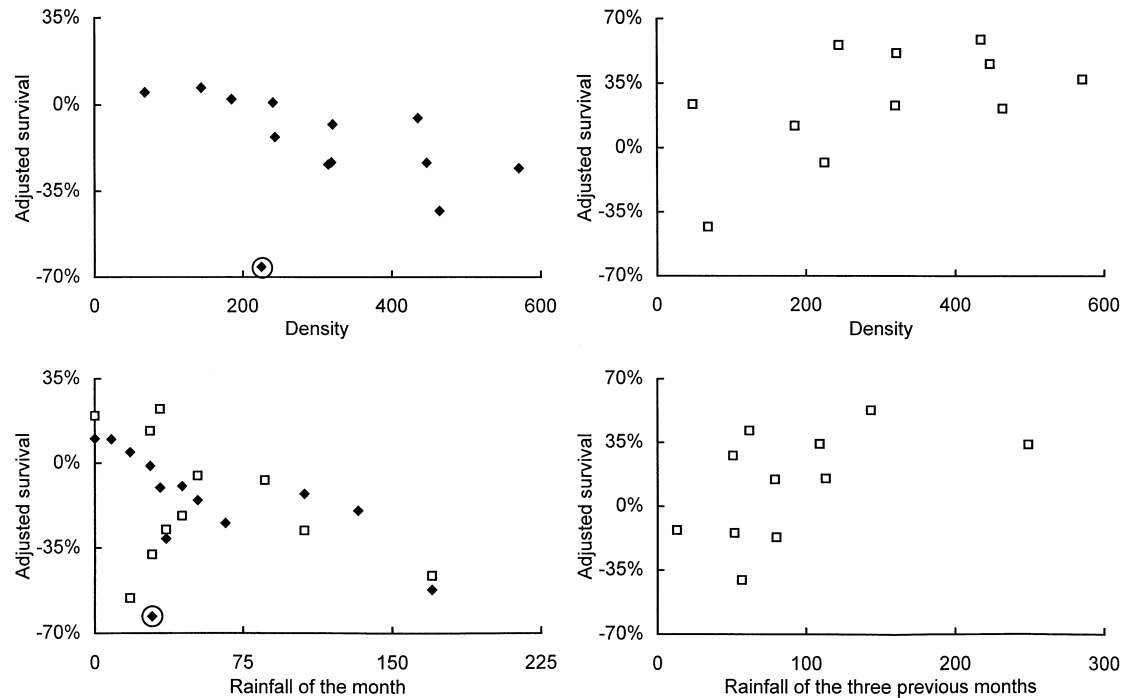 35%
0%
-35%
-70%
Adjusted survival
0 200 400 600
Density
70%
35%
0%
-35%
-70%
Adjusted survival
0 200 400 600
Density
35%
0%
-35%
-70%
Adjusted survival
0 75 150 225
Rainfall of the month
70%
35%
0%
-35%
-70%
Adjusted survival
0 100 200 300
Rainfall of the three previous months